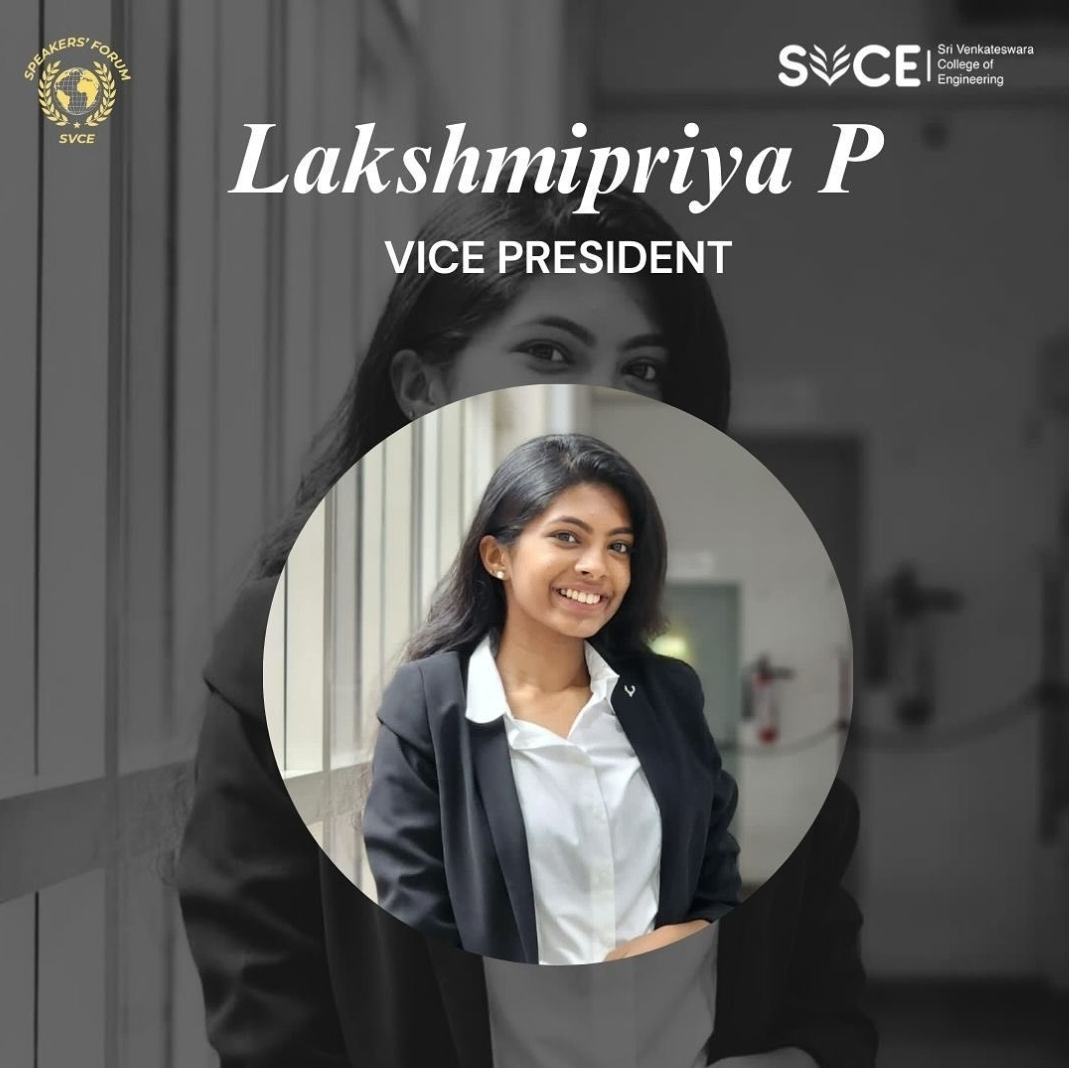 SPEAKERS' FORUM
SVCE
SVCE
Sri Venkateswara
College of
Engineering
Lakshmipriya P
VICE PRESIDENT